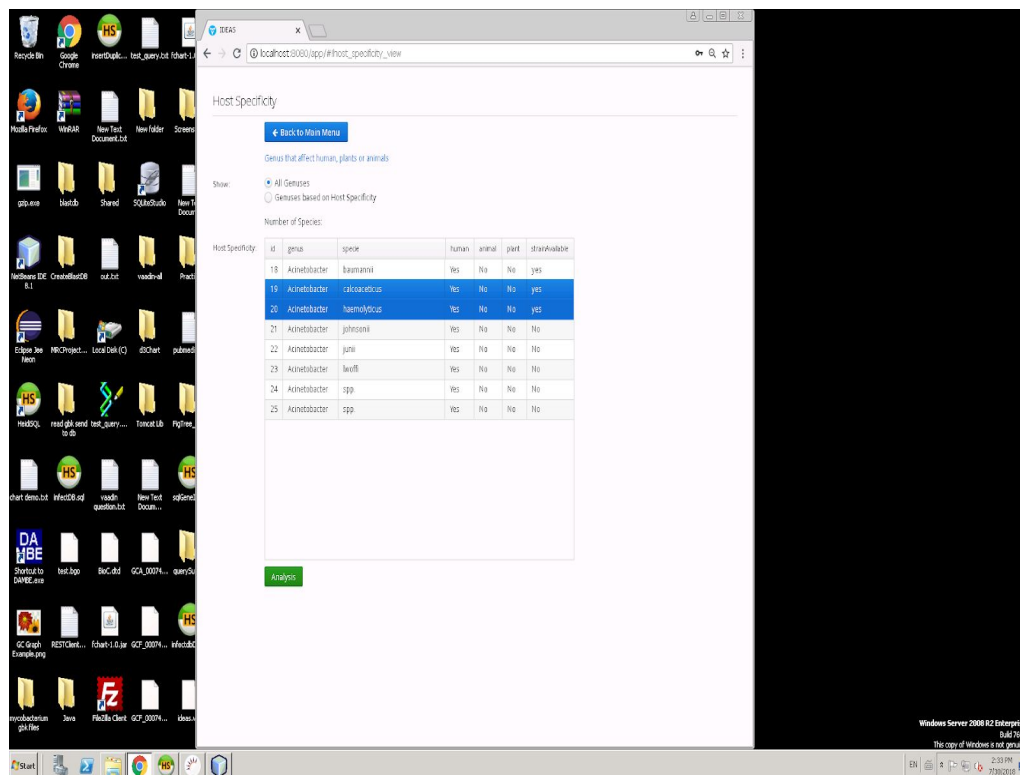 IDEAS
localhost:8080/app/#!host_specificity_view
Host Specificity
Back to Main Menu
Genus that affect human, plants or animals
Show:
All Genuses
Genuses based on Host Specificity
Number of Species:
Host Specificity:
id genus specie human animal plant strainAvailable
18 Acinetobacter baumannii Yes No No yes
19 Acinetobacter calcoaceticus Yes No No yes
20 Acinetobacter haemolyticus Yes No No yes
21 Acinetobacter johnsonii Yes No No No
22 Acinetobacter junii Yes No No No
23 Acinetobacter lwoffi Yes No No No
24 Acinetobacter spp. Yes No No No
25 Acinetobacter spp. Yes No No No
Analysis
Recycle Bin
Google Chrome
insertDuplic...
test_query.txt
fchart-1.
Mozilla Firefox
WinRAR
New Text Document.txt
New folder
Screens
gzip.exe
blastdb
Shared
SQLiteStudio
New T
Docum
NetBeans IDE 8.1
CreateBlastDB
out.txt
vaadin-all
Practi
Eclipse Jee Neon
MRCProject...
Local Disk (C)
d3Chart
pubmed
HeidiSQL
read gbk send to db
test_query....
Tomcat Lib
FigTree_
chart demo.txt
infectDB.sql
vaadin question.txt
New Text Docum...
sqlGene
DAMBE
Shortcut to DAMBE.exe
test.bgo
BioC.dtd
GCA_00074...
querySu
GC Graph Example.png
RESTClient...
fchart-1.0.jar
GCF_00074...
infectdb
mycobacterium gbk files
Java
FileZilla Client
GCF_00074...
ideas.
Windows Server 2008 R2 Enterpri
Build 76
This copy of Windows is not genu
Start
EN
2:33 PM
7/30/2016